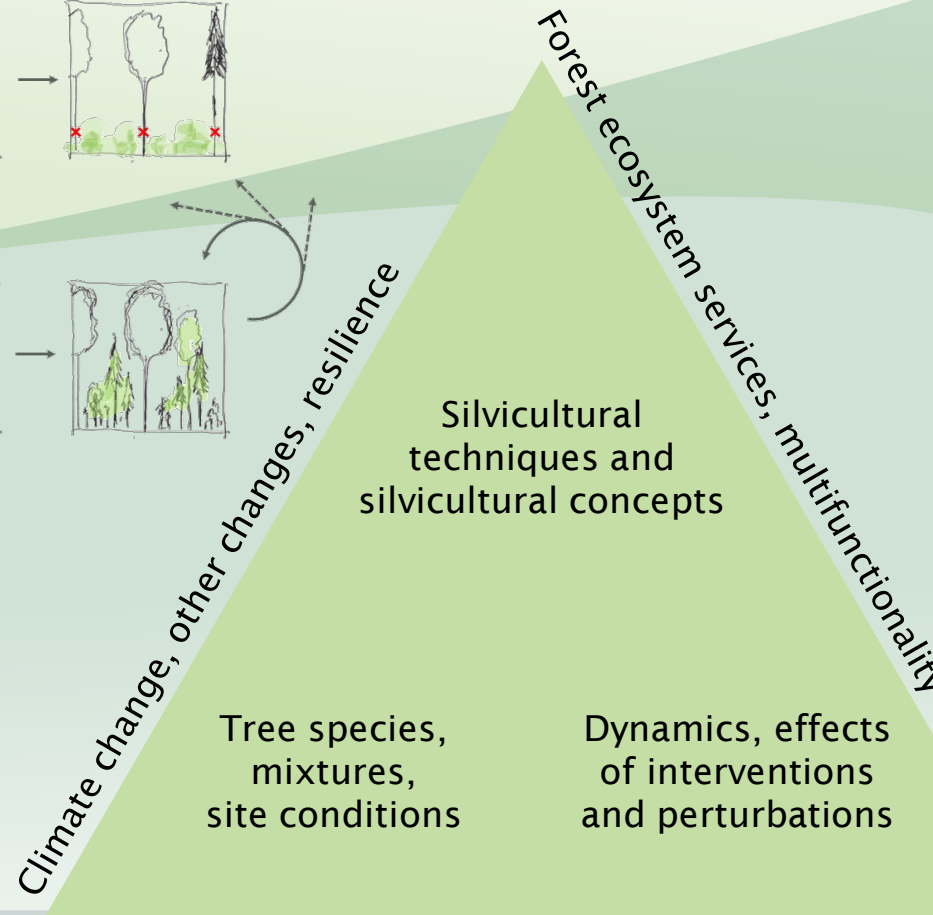 Forest ecosystem services, multifunctionality
Climate change, other changes, resilience
Silvicultural
techniques and
silvicultural concepts
Tree species,
mixtures,
site conditions
Dynamics, effects
of interventions
and perturbations